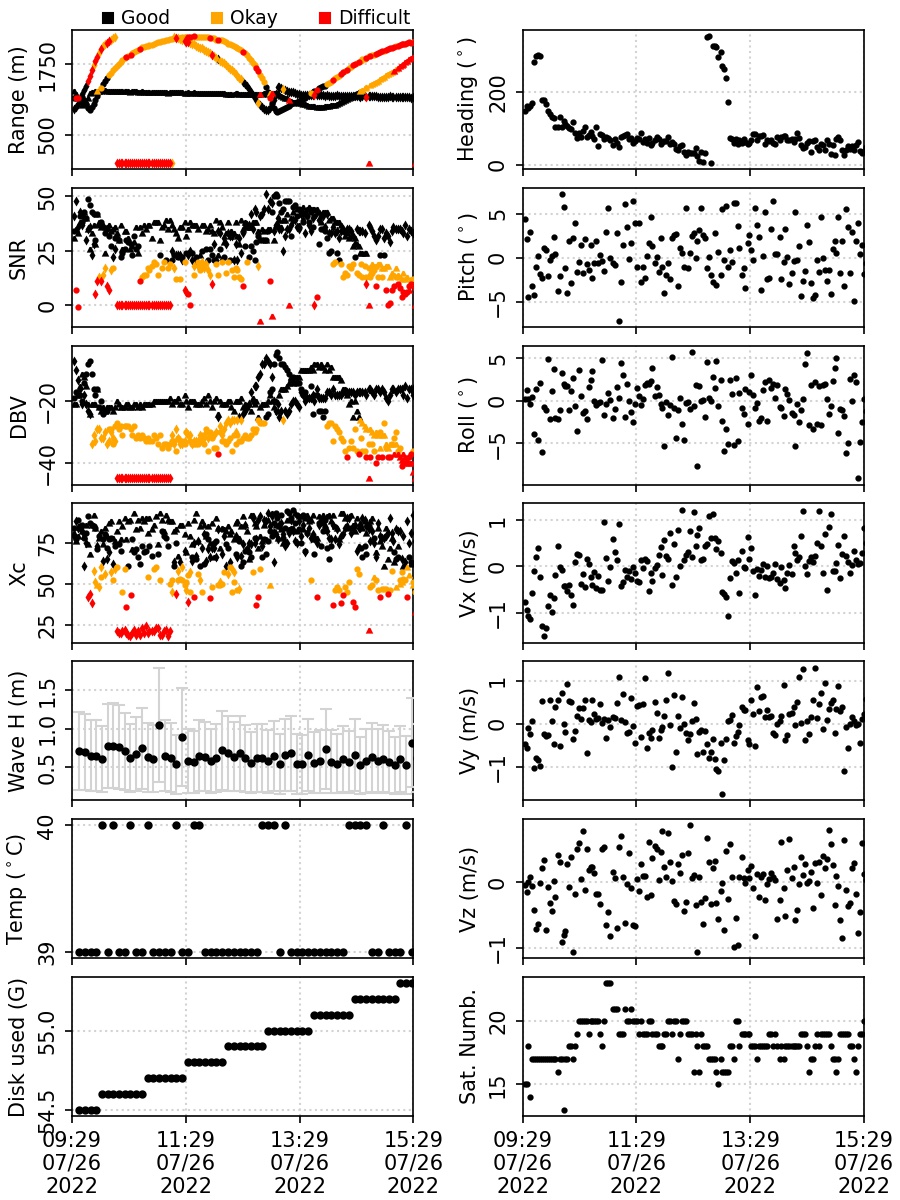 Good Okay Difficult
Range (m)
1750
500
Heading (°)
200
0
SNR
50
25
0
Pitch (°)
5
0
−5
DBV
−20
−40
Roll (°)
5
0
−5
Xc
75
50
25
Vx (m/s)
1
0
−1
Wave H (m)
1.5
1.0
0.5
Vy (m/s)
1
0
−1
Temp (°C)
40
39
Vz (m/s)
0
−1
Disk used (G)
55.0
54.5
Sat. Numb.
20
15
09:29 11:29 13:29 15:29
07/26 07/26 07/26 07/26
2022 2022 2022 2022
09:29 11:29 13:29 15:29
07/26 07/26 07/26 07/26
2022 2022 2022 2022